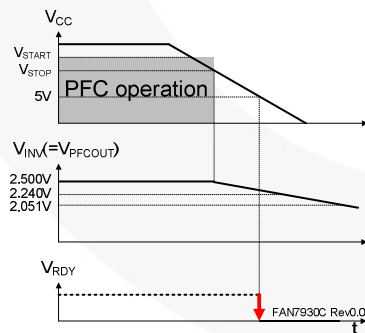 VCC
VSTART
VSTOP
5V
PFC operation
VINV(=VPFCOUT)
2.500V
2.240V
2.051V
VRDY
FAN7930C Rev0.0
t